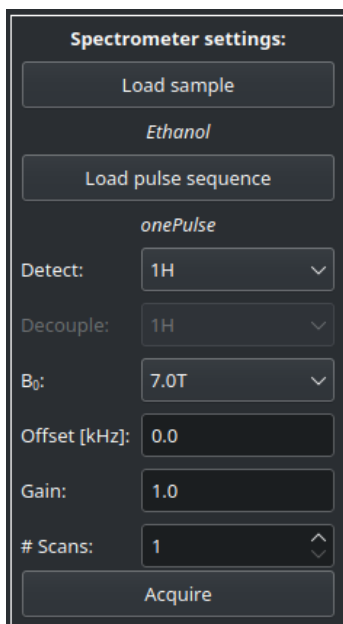 Spectrometer settings:
Load sample
Ethanol
Load pulse sequence
onePulse
Detect: 1H
Decouple: 1H
B₀: 7.0T
Offset [kHz]: 0.0
Gain: 1.0
# Scans: 1
Acquire